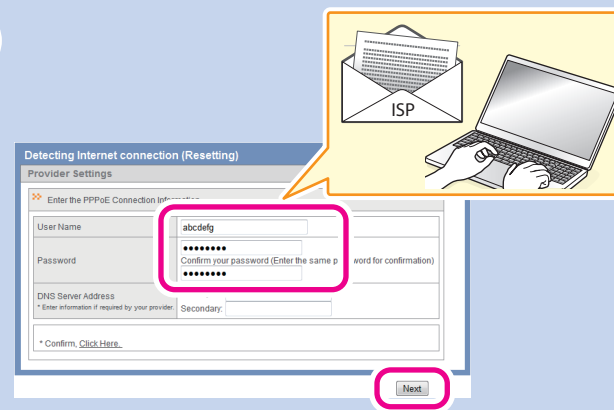 ISP
Detecting Internet connection (Resetting)
Provider Settings
Enter the PPPoE Connection
User Name
abcdefg
Password
••••••••
Confirm your password (Enter the same p word for confirmation)
••••••••
DNS Server Address
* Enter information if required by your provider.
Secondary:
* Confirm, Click Here.
Next